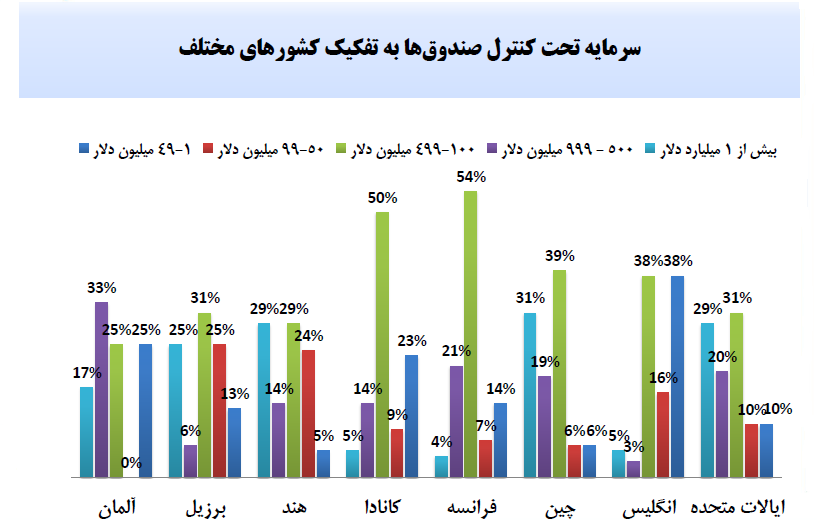 سرمایه تحت کنترل صندوق‌ها به تفکیک کشورهای مختلف
بیش از ۱ میلیارد دلار ۵۰۰ - ۹۹۹ میلیون دلار ۱۰۰-۴۹۹ میلیون دلار ۵۰-۹۹ میلیون دلار ۱-۴۹ میلیون دلار
17% 33% 25% 0% 25%
25% 6% 31% 25% 13%
29% 14% 29% 24% 5%
5% 14% 50% 9% 23%
4% 21% 54% 7% 14%
31% 19% 39% 6% 6%
5% 3% 38% 16% 38%
29% 20% 31% 10% 10%
ایالات متحده انگلیس چین فرانسه کانادا هند برزیل آلمان